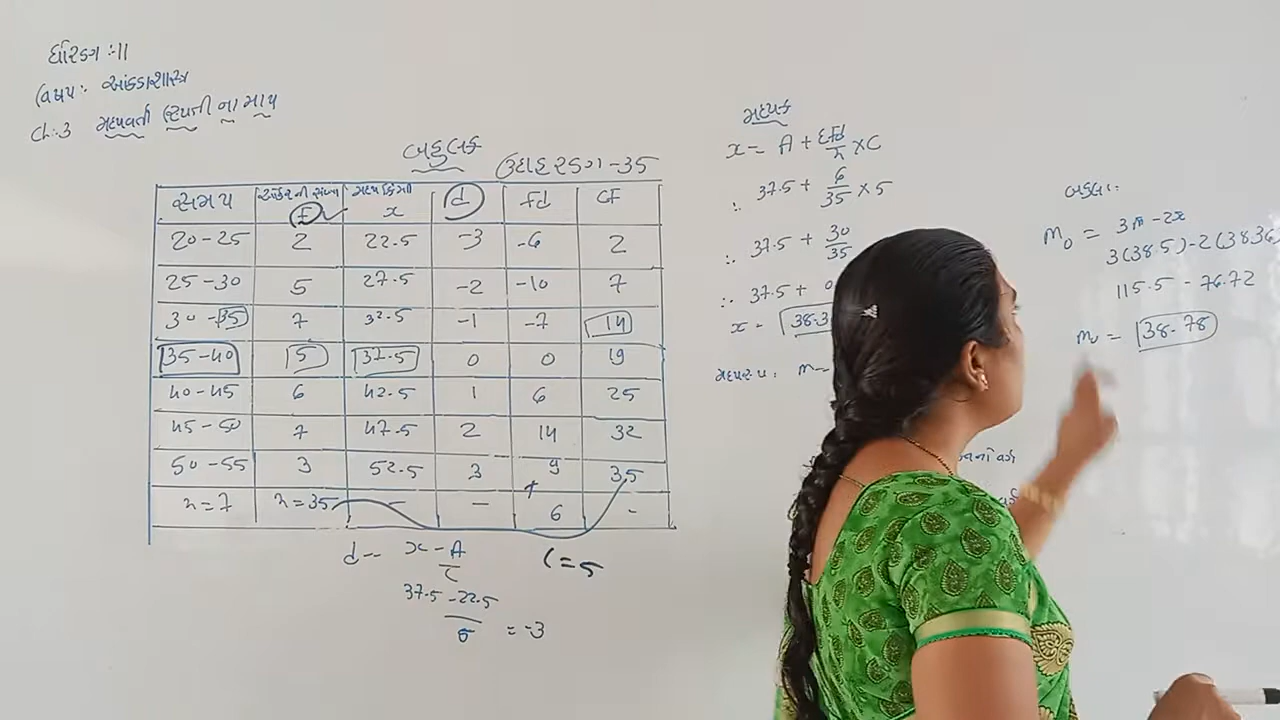 ધોરણ :- 11
વિષય : આંકડાશાસ્ત્ર
Ch:3 મધ્યવર્તી સ્થિતિ ના માપ
બહુલક
ઉદાહરણ -35
સમય f મધ્ય કિંમત x d fd CF
20-25 2 22.5 -3 -6 2
25-30 5 27.5 -2 -10 7
30-35 7 32.5 -1 -7 14
35-40 5 37.5 0 0 19
40-45 6 42.5 1 6 25
45-50 7 47.5 2 14 32
50-55 3 52.5 3 9 35
n=7 n=35 — — + 6 -
d = x - A / C
C = 5
37.5 - 22.5 / 5 = -3
મધ્યક
x = A + Σfd/n × C
∴ 37.5 + 6/35 × 5
∴ 37.5 + 30/35
∴ 37.5 + 0
x = 38.3
મધ્યસ્થ : m =
બહુલક :
M0 = 3m - 2x
3(38.5) - 2(38.36
115.5 - 76.72
m0 = 38.78